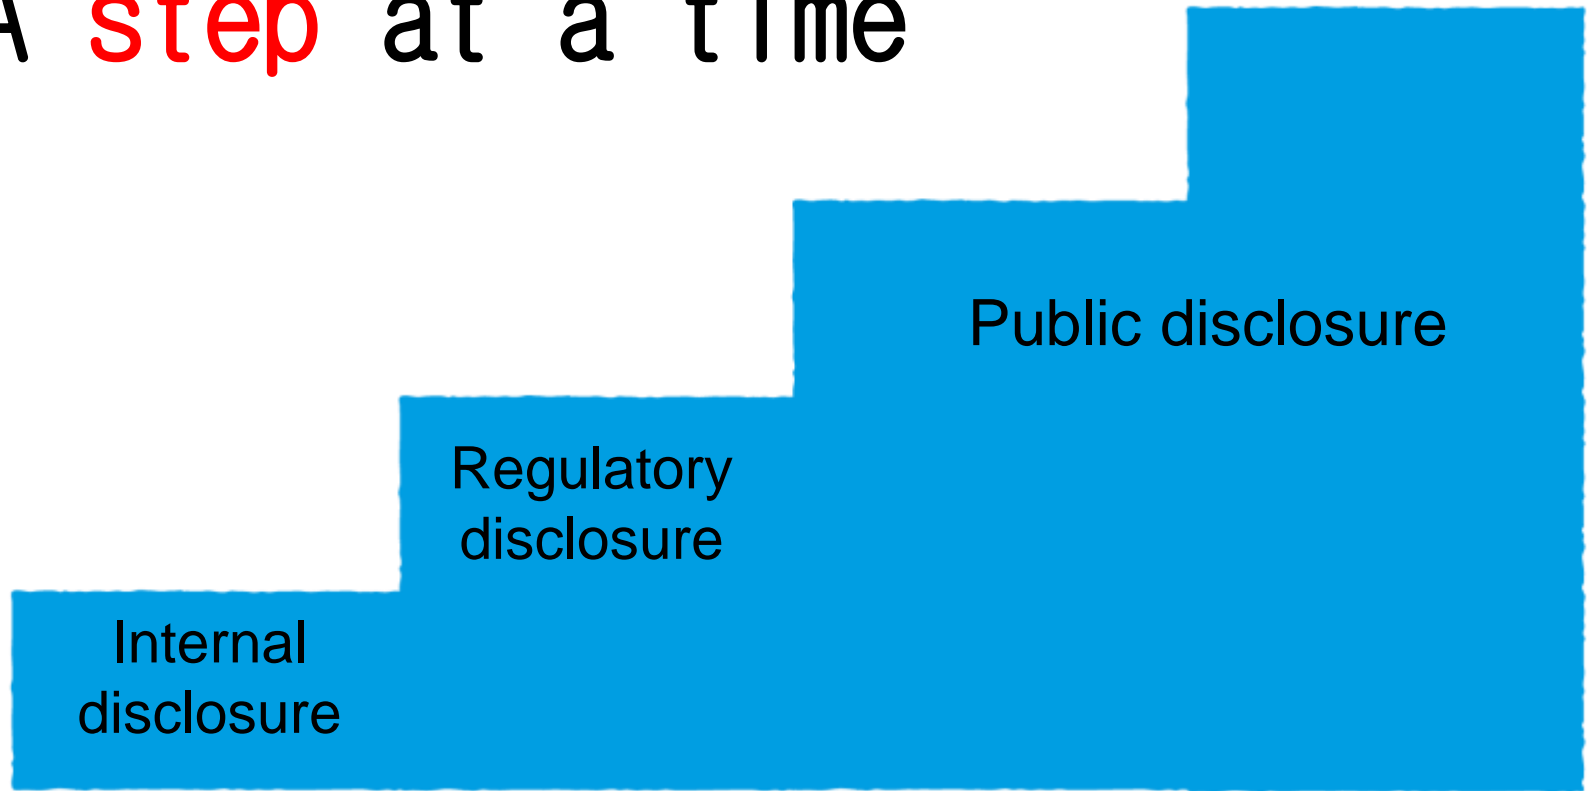 A step at a time
Public disclosure
Regulatory
disclosure
Internal
disclosure